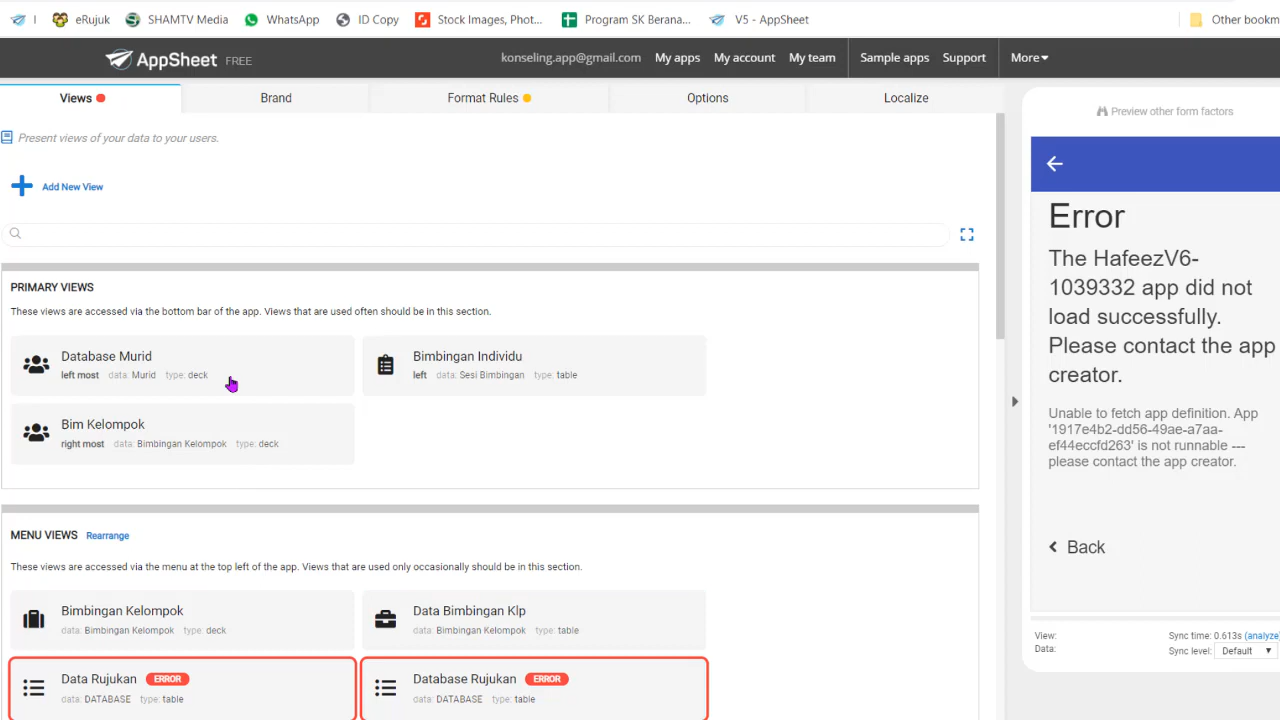 I eRujuk SHAMTV Media WhatsApp ID Copy Stock Images, Phot... Program SK Berana... V5 - AppSheet Other bookm
AppSheet FREE konseling.app@gmail.com My apps My account My team Sample apps Support More
Views Brand Format Rules Options Localize
Present views of your data to your users.
Add New View
PRIMARY VIEWS
These views are accessed via the bottom bar of the app. Views that are used often should be in this section.
Database Murid
left most data: Murid type: deck
Bimbingan Individu
left data: Sesi Bimbingan type: table
Bim Kelompok
right most data: Bimbingan Kelompok type: deck
MENU VIEWS Rearrange
These views are accessed via the menu at the top left of the app. Views that are used only occasionally should be in this section.
Bimbingan Kelompok
data: Bimbingan Kelompok type: deck
Data Bimbingan Klp
data: Bimbingan Kelompok type: table
Data Rujukan ERROR
data: DATABASE type: table
Database Rujukan ERROR
data: DATABASE type: table
Preview other form factors
Error
The HafeezV6-
1039332 app did not
load successfully.
Please contact the app
creator.
Unable to fetch app definition. App
'1917e4b2-dd56-49ae-a7aa-
ef44eccfd263' is not runnable ---
please contact the app creator.
Back
View:
Data:
Sync time: 0.613s (analyze)
Sync level: Default